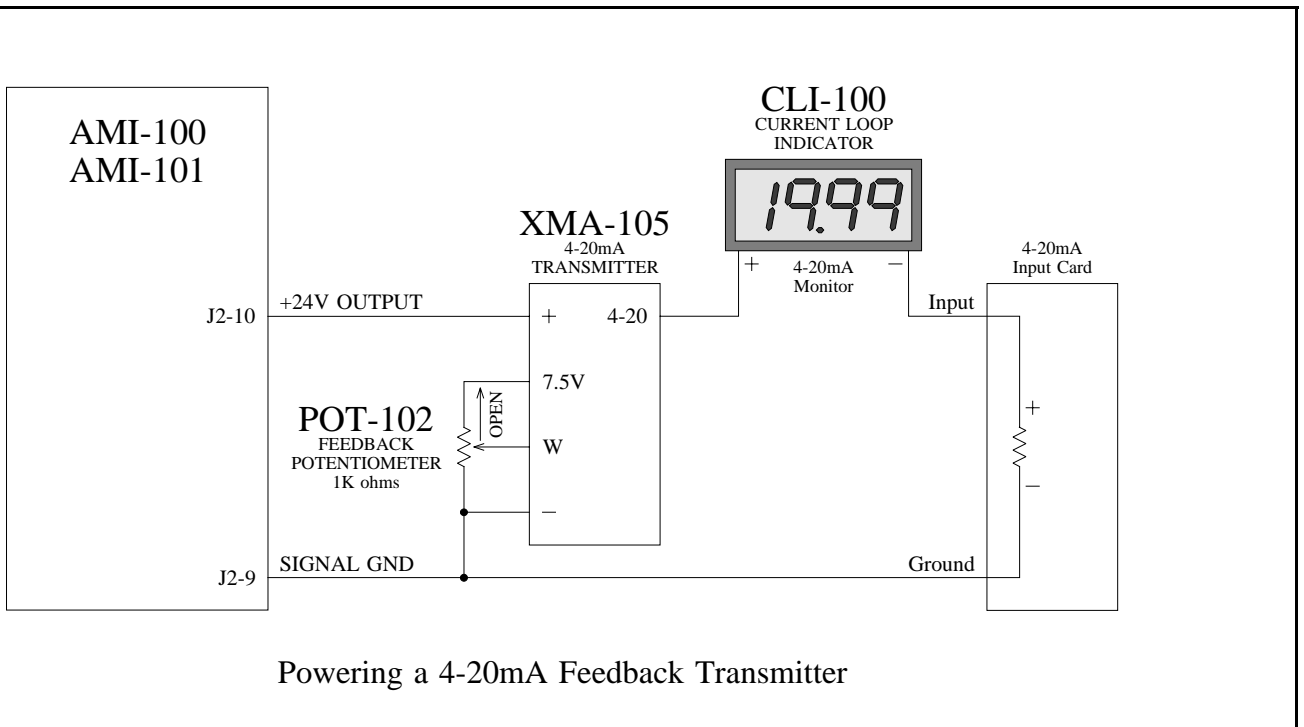 AMI-100
AMI-101
CLI-100
CURRENT LOOP
INDICATOR
19.99
+
4-20mA
Monitor
−
XMA-105
4-20mA
TRANSMITTER
4-20mA
Input Card
J2-10
+24V OUTPUT
+
4-20
Input
7.5V
OPEN
POT-102
FEEDBACK
POTENTIOMETER
1K ohms
W
−
+
−
J2-9
SIGNAL GND
Ground
Powering a 4-20mA Feedback Transmitter